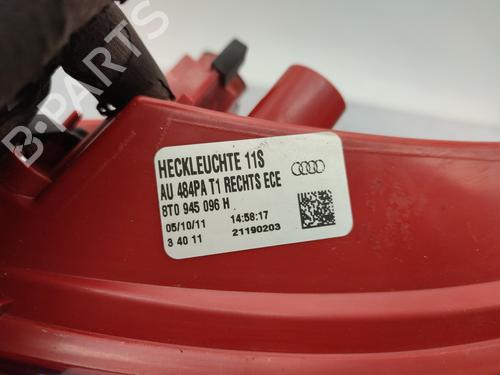 HECKLEUCHTE 11S
AU 484PA T1 RECHTS ECE
8T0 945 096 H
05/10/11 14:58:17
3 40 11 21190203
B-PARTS